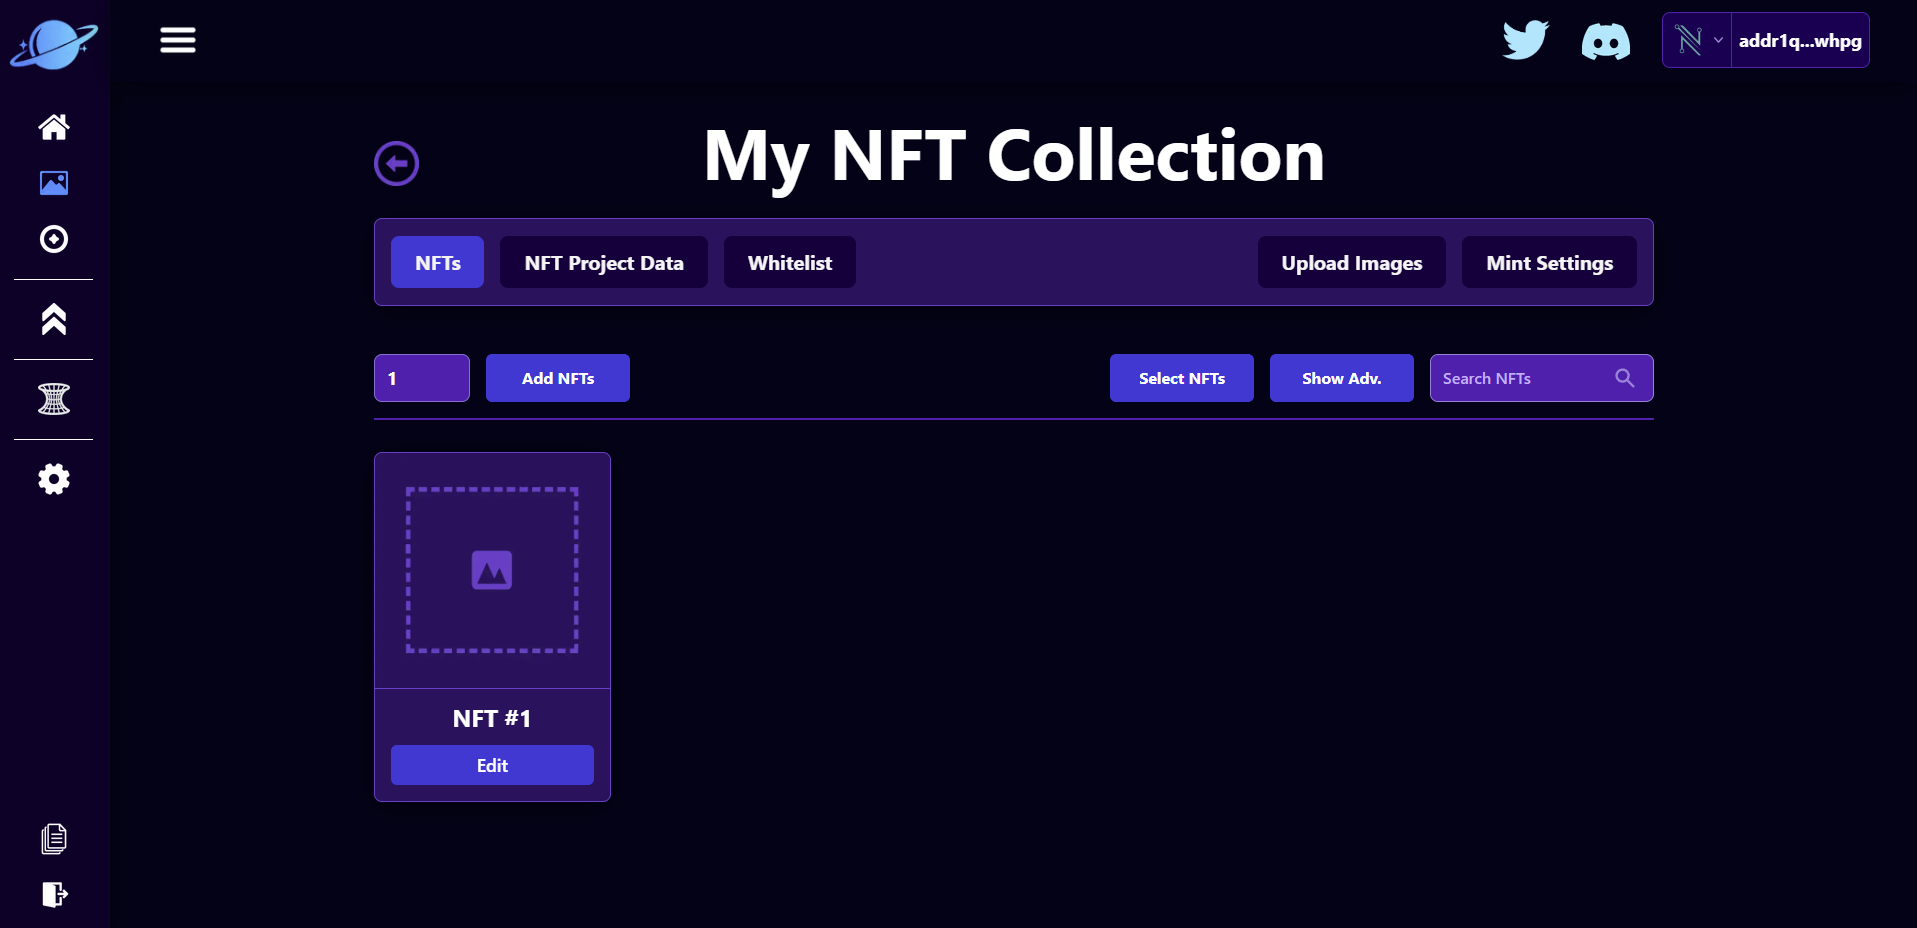 addr1q...whpg
My NFT Collection
NFTs
NFT Project Data
Whitelist
Upload Images
Mint Settings
1
Add NFTs
Select NFTs
Show Adv.
Search NFTs
NFT #1
Edit